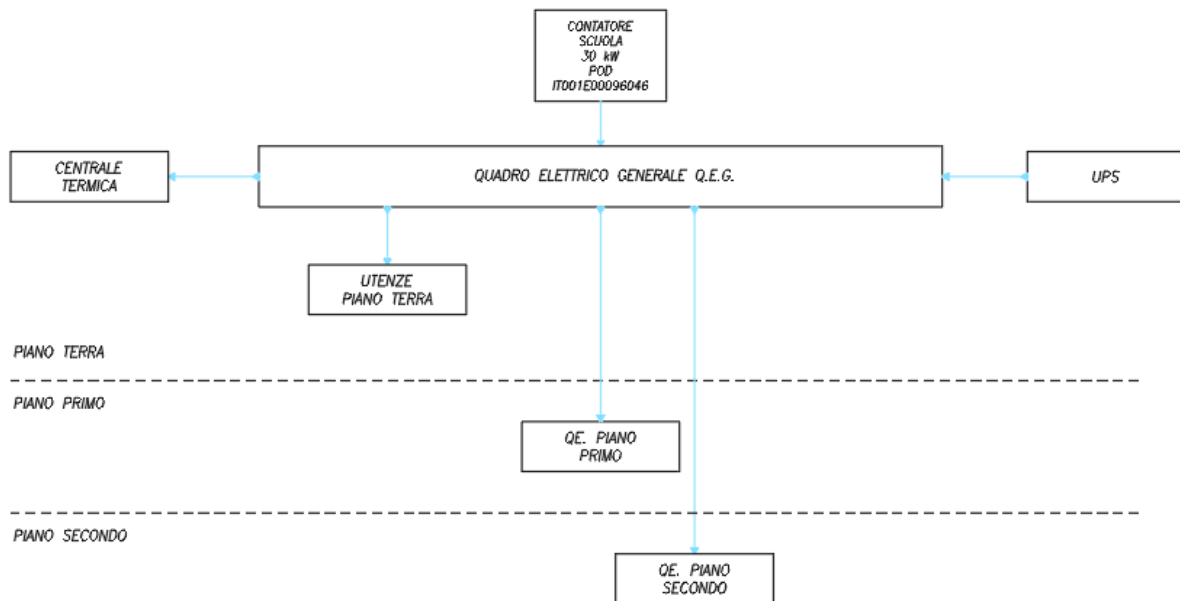 CONTATORE
SCUOLA
30 kW
POD
IT001E00096046
CENTRALE
TERMICA
QUADRO ELETTRICO GENERALE Q.E.G.
UPS
UTENZE
PIANO TERRA
PIANO TERRA
PIANO PRIMO
QE. PIANO
PRIMO
PIANO SECONDO
QE. PIANO
SECONDO